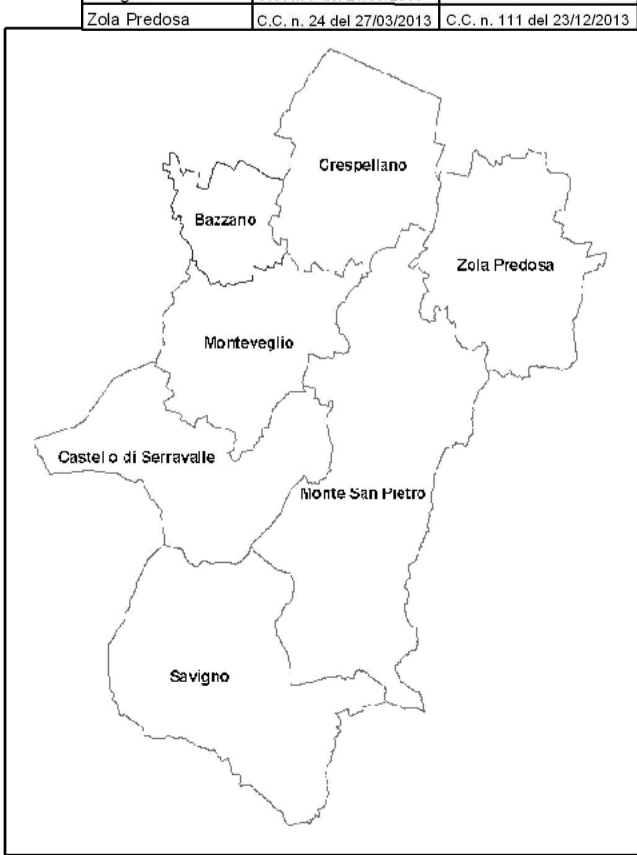 Zola Predosa C.C. n. 24 del 27/03/2013 C.C. n. 111 del 23/12/2013
Crespellano
Bazzano
Zola Predosa
Monteveglio
Castello di Serravalle
Monte San Pietro
Savigno